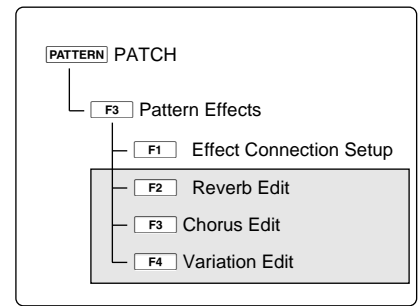 PATTERN PATCH
F3 Pattern Effects
F1 Effect Connection Setup
F2 Reverb Edit
F3 Chorus Edit
F4 Variation Edit